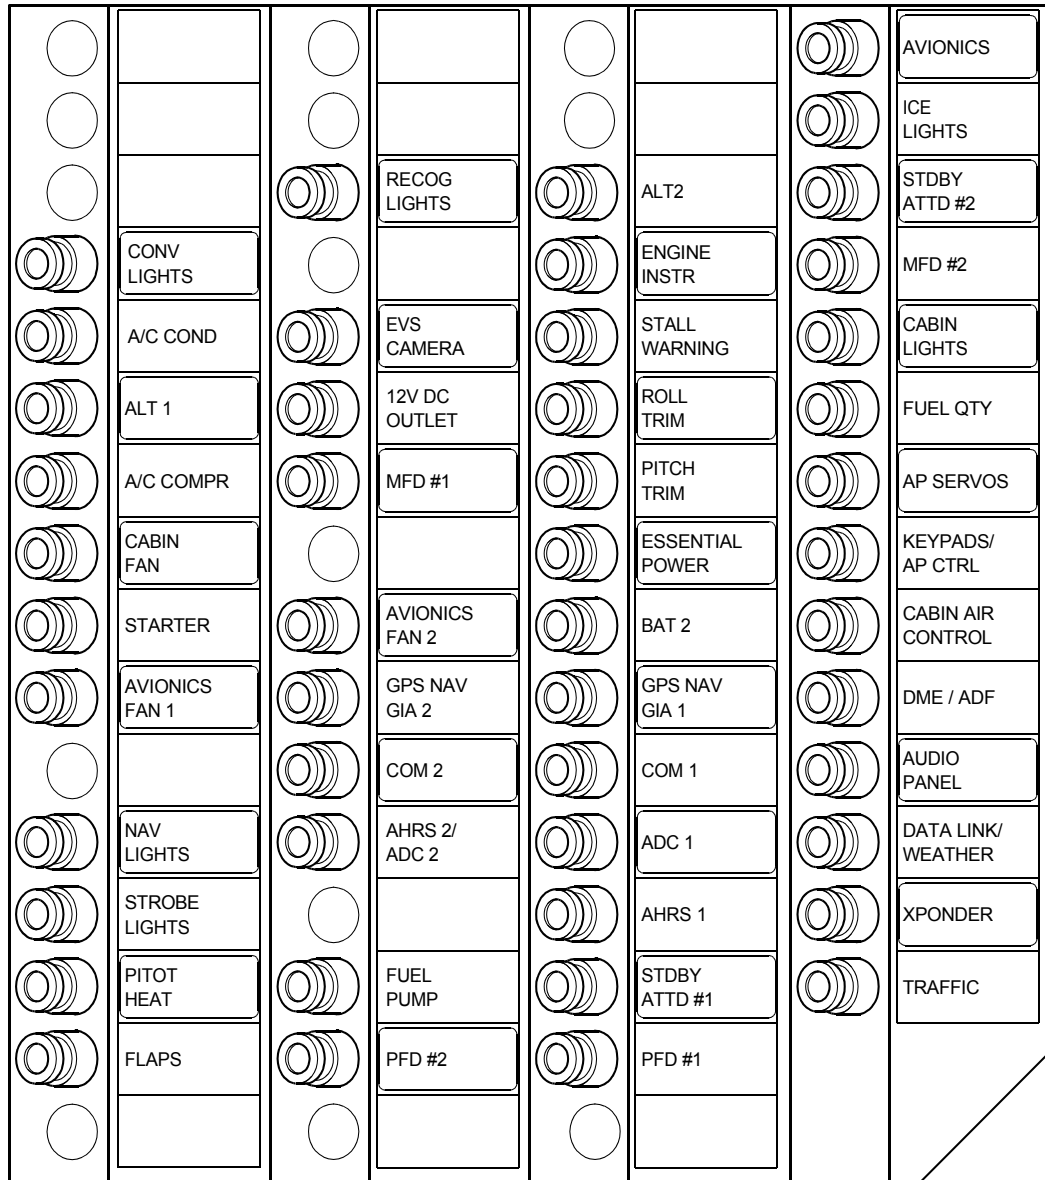 CONV
LIGHTS
A/C COND
ALT 1
A/C COMPR
CABIN
FAN
STARTER
AVIONICS
FAN 1
NAV
LIGHTS
STROBE
LIGHTS
PITOT
HEAT
FLAPS
RECOG
LIGHTS
EVS
CAMERA
12V DC
OUTLET
MFD #1
AVIONICS
FAN 2
GPS NAV
GIA 2
COM 2
AHRS 2/
ADC 2
FUEL
PUMP
PFD #2
ALT2
ENGINE
INSTR
STALL
WARNING
ROLL
TRIM
PITCH
TRIM
ESSENTIAL
POWER
BAT 2
GPS NAV
GIA 1
COM 1
ADC 1
AHRS 1
STDBY
ATTD #1
PFD #1
AVIONICS
ICE
LIGHTS
STDBY
ATTD #2
MFD #2
CABIN
LIGHTS
FUEL QTY
AP SERVOS
KEYPADS/
AP CTRL
CABIN AIR
CONTROL
DME / ADF
AUDIO
PANEL
DATA LINK/
WEATHER
XPONDER
TRAFFIC